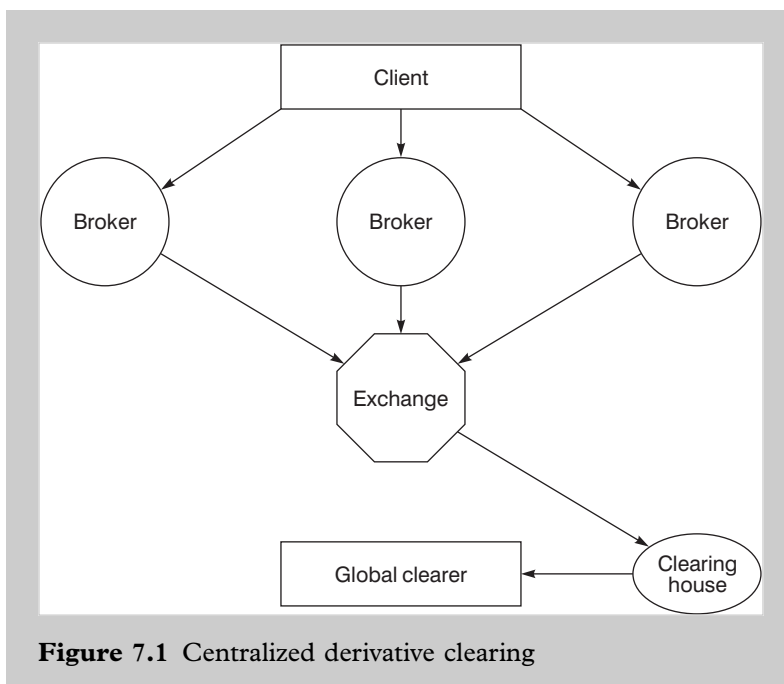 Client
Broker
Broker
Broker
Exchange
Global clearer
Clearing
house
Figure 7.1 Centralized derivative clearing